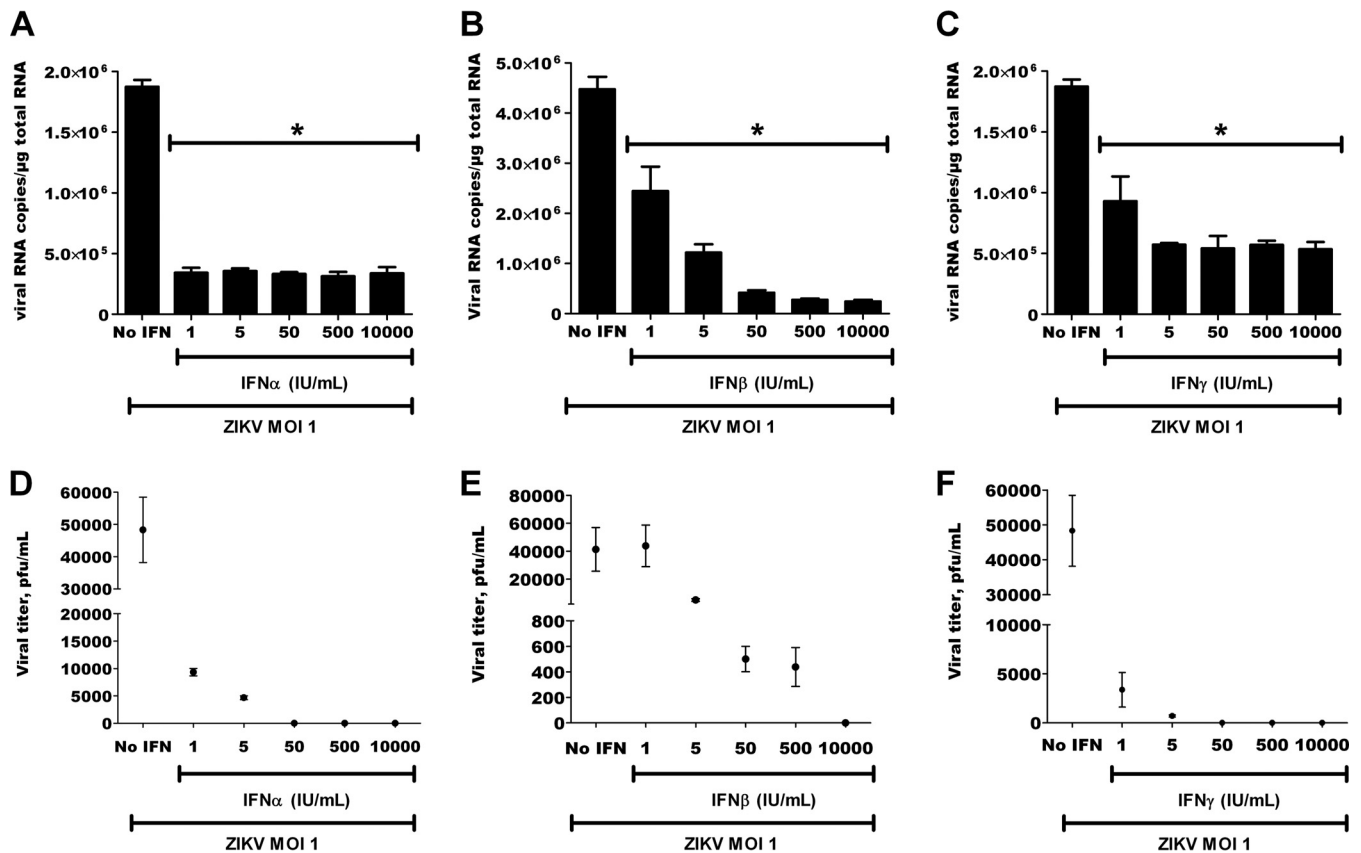 A
viral RNA copies/µg total RNA
2.0×10⁶
1.5×10⁶
1.0×10⁶
5.0×10⁵
0
*
No IFN 1 5 50 500 10000
IFNα (IU/mL)
ZIKV MOI 1
B
Viral RNA copies/µg total RNA
5.0×10⁶
4.0×10⁶
3.0×10⁶
2.0×10⁶
1.0×10⁶
0
*
No IFN 1 5 50 500 10000
IFNβ (IU/mL)
ZIKV MOI 1
C
viral RNA copies/µg total RNA
2.0×10⁶
1.5×10⁶
1.0×10⁶
5.0×10⁵
0
*
No IFN 1 5 50 500 10000
IFNγ (IU/mL)
ZIKV MOI 1
D
Viral titer, pfu/mL
60000
50000
40000
30000
20000
15000
10000
5000
0
No IFN 1 5 50 500 10000
IFNα (IU/mL)
ZIKV MOI 1
E
Viral titer, pfu/mL
80000
60000
40000
20000
800
600
400
200
0
No IFN 1 5 50 500 10000
IFNβ (IU/mL)
ZIKV MOI 1
F
Viral titer, pfu/mL
60000
50000
40000
30000
10000
5000
0
No IFN 1 5 50 500 10000
IFNγ (IU/mL)
ZIKV MOI 1